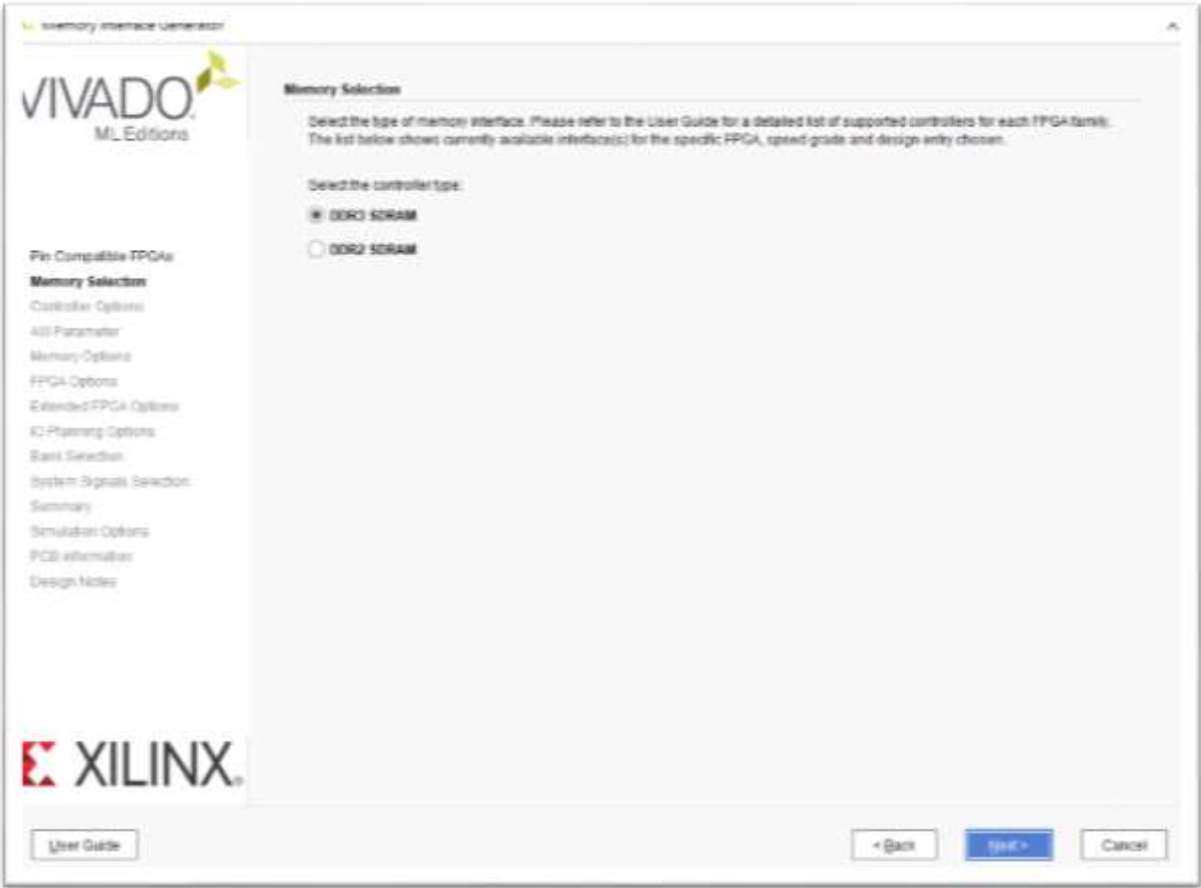 Memory Interface Generator
VIVADO.
ML Editions
Memory Selection
Select the type of memory interface. Please refer to the User Guide for a detailed list of supported controllers for each FPGA family.
The list below shows currently available interface(s) for the specific FPGA, speed grade and design entry chosen.
Select the controller type:
DDR3 SDRAM
DDR2 SDRAM
Pin Compatible FPGAs
Memory Selection
Controller Options
AXI Parameter
Memory Options
FPGA Options
Extended FPGA Options
IO Planning Options
Bank Selection
System Signals Selection
Summary
Simulation Options
PCB Information
Design Notes
XILINX®
User Guide
< Back
Next >
Cancel